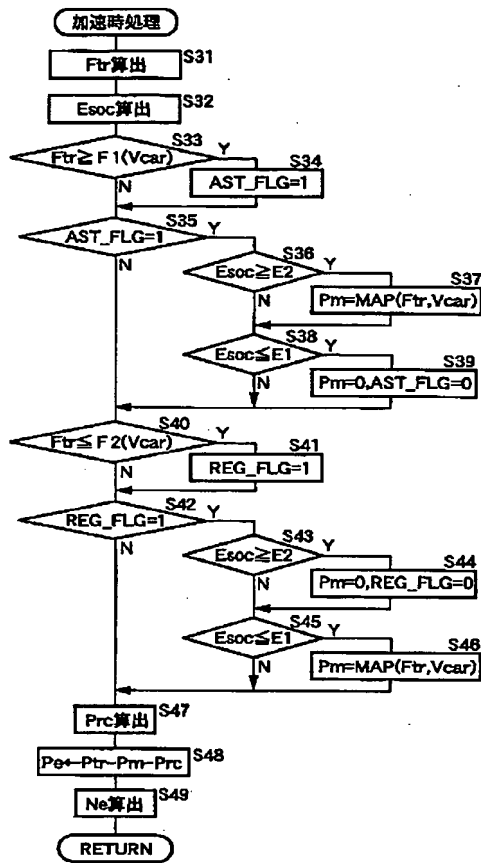 加速時処理
S31
Ftr算出
S32
Esoc算出
S33
Ftr≧F1(Vcar)
Y
N
S34
AST_FLG=1
S35
AST_FLG=1
Y
N
S36
Esoc≧E2
Y
N
S37
Pm=MAP(Ftr,Vcar)
S38
Esoc≦E1
Y
N
S39
Pm=0,AST_FLG=0
S40
Ftr≦F2(Vcar)
Y
N
S41
REG_FLG=1
S42
REG_FLG=1
Y
N
S43
Esoc≧E2
Y
N
S44
Pm=0,REG_FLG=0
S45
Esoc≦E1
Y
N
S46
Pm=MAP(Ftr,Vcar)
S47
Prc算出
S48
Pe←Ptr-Pm-Prc
S49
Ne算出
RETURN